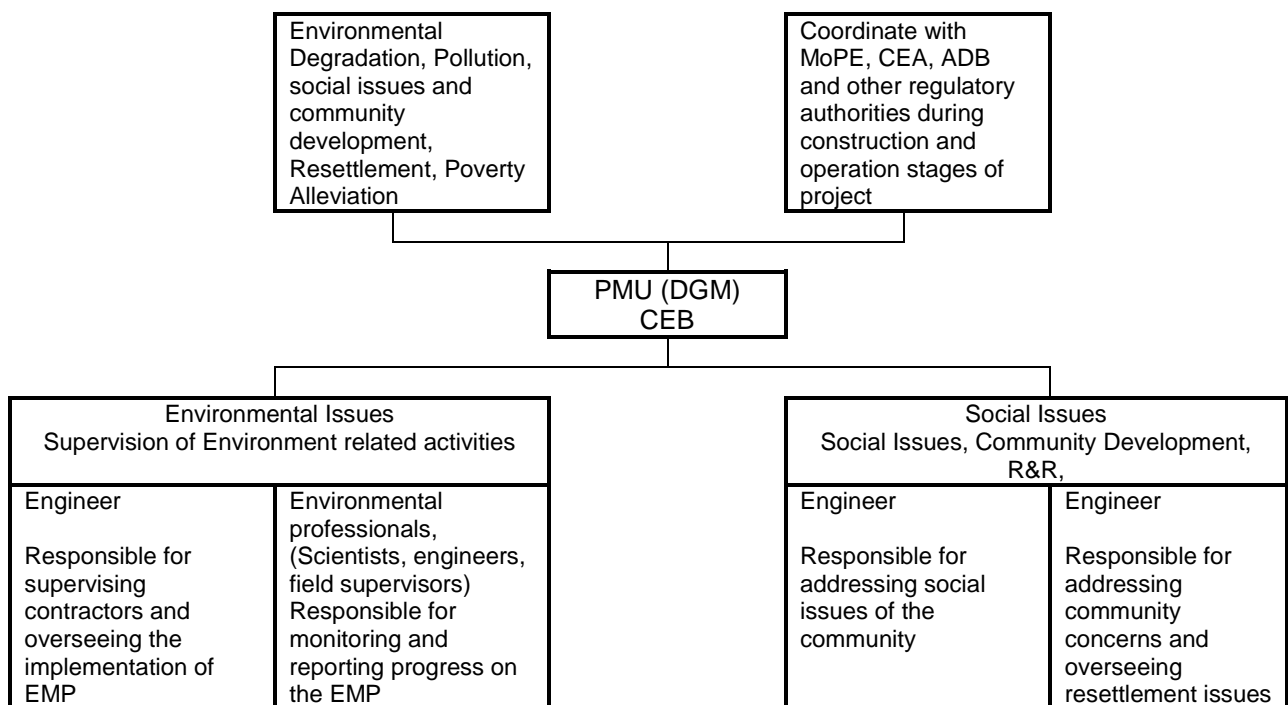 Environmental
Degradation, Pollution,
social issues and
community
development,
Resettlement, Poverty
Alleviation
Coordinate with
MoPE, CEA, ADB
and other regulatory
authorities during
construction and
operation stages of
project
PMU (DGM)
CEB
Environmental Issues
Supervision of Environment related activities
Engineer
Responsible for
supervising
contractors and
overseeing the
implementation of
EMP
Environmental
professionals,
(Scientists, engineers,
field supervisors)
Responsible for
monitoring and
reporting progress on
the EMP
Social Issues
Social Issues, Community Development,
R&R,
Engineer
Responsible for
addressing social
issues of the
community
Engineer
Responsible for
addressing
community
concerns and
overseeing
resettlement issues